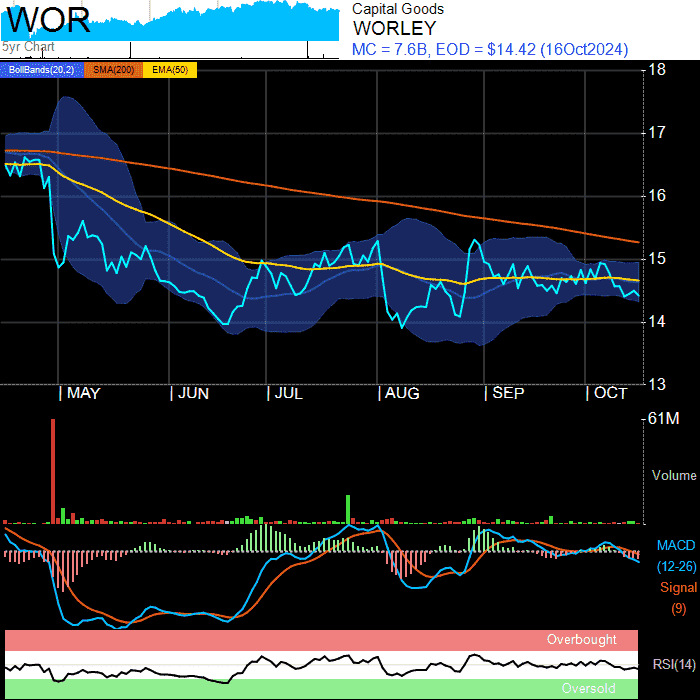 WOR
5yr Chart
Capital Goods
WORLEY
MC = 7.6B, EOD = $14.42 (16Oct2024)
BollBands(20,2) SMA(200) EMA(50)
18
17
16
15
14
13
MAY JUN JUL AUG SEP OCT
61M
Volume
MACD
(12-26)
Signal
(9)
Overbought
RSI(14)
Oversold